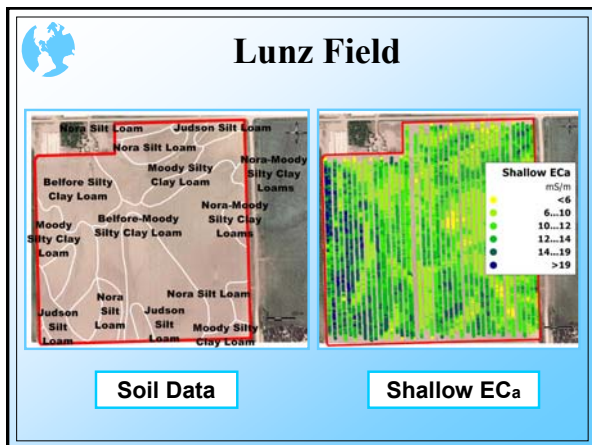 Lunz Field
Nora Silt Loam
Judson Silt Loam
Nora Silt Loam
Moody Silty
Clay Loam
Nora-Moody
Silty Clay
Loams
Belfore Silty
Clay Loam
Nora-Moody
Silty Clay
Loams
Belfore-Moody
Silty Clay Loam
Moody
Silty Clay
Loam
Nora Silt Loam
Nora
Silt
Loam
Judson
Silt
Loam
Judson
Silt
Loam
Moody Silty
Clay Loam
Shallow ECa
mS/m
<6
6...10
10...12
12...14
14...19
>19
Soil Data
Shallow ECa